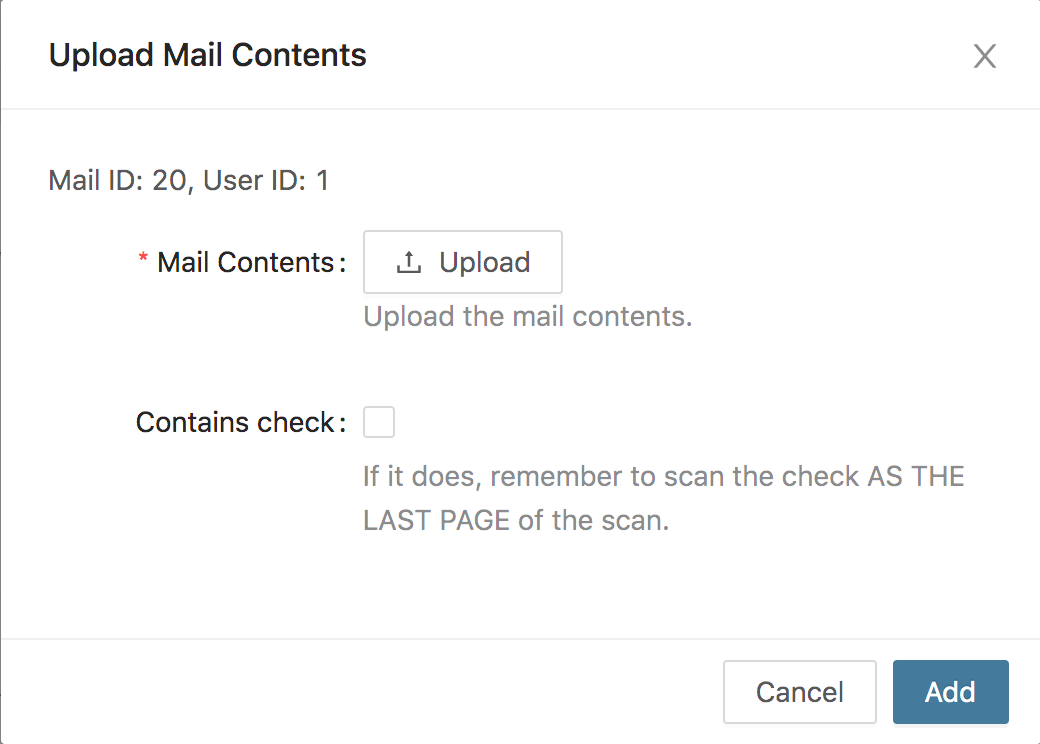 Upload Mail Contents
Mail ID: 20, User ID: 1
* Mail Contents:
Upload
Upload the mail contents.
Contains check:
If it does, remember to scan the check AS THE
LAST PAGE of the scan.
Cancel
Add